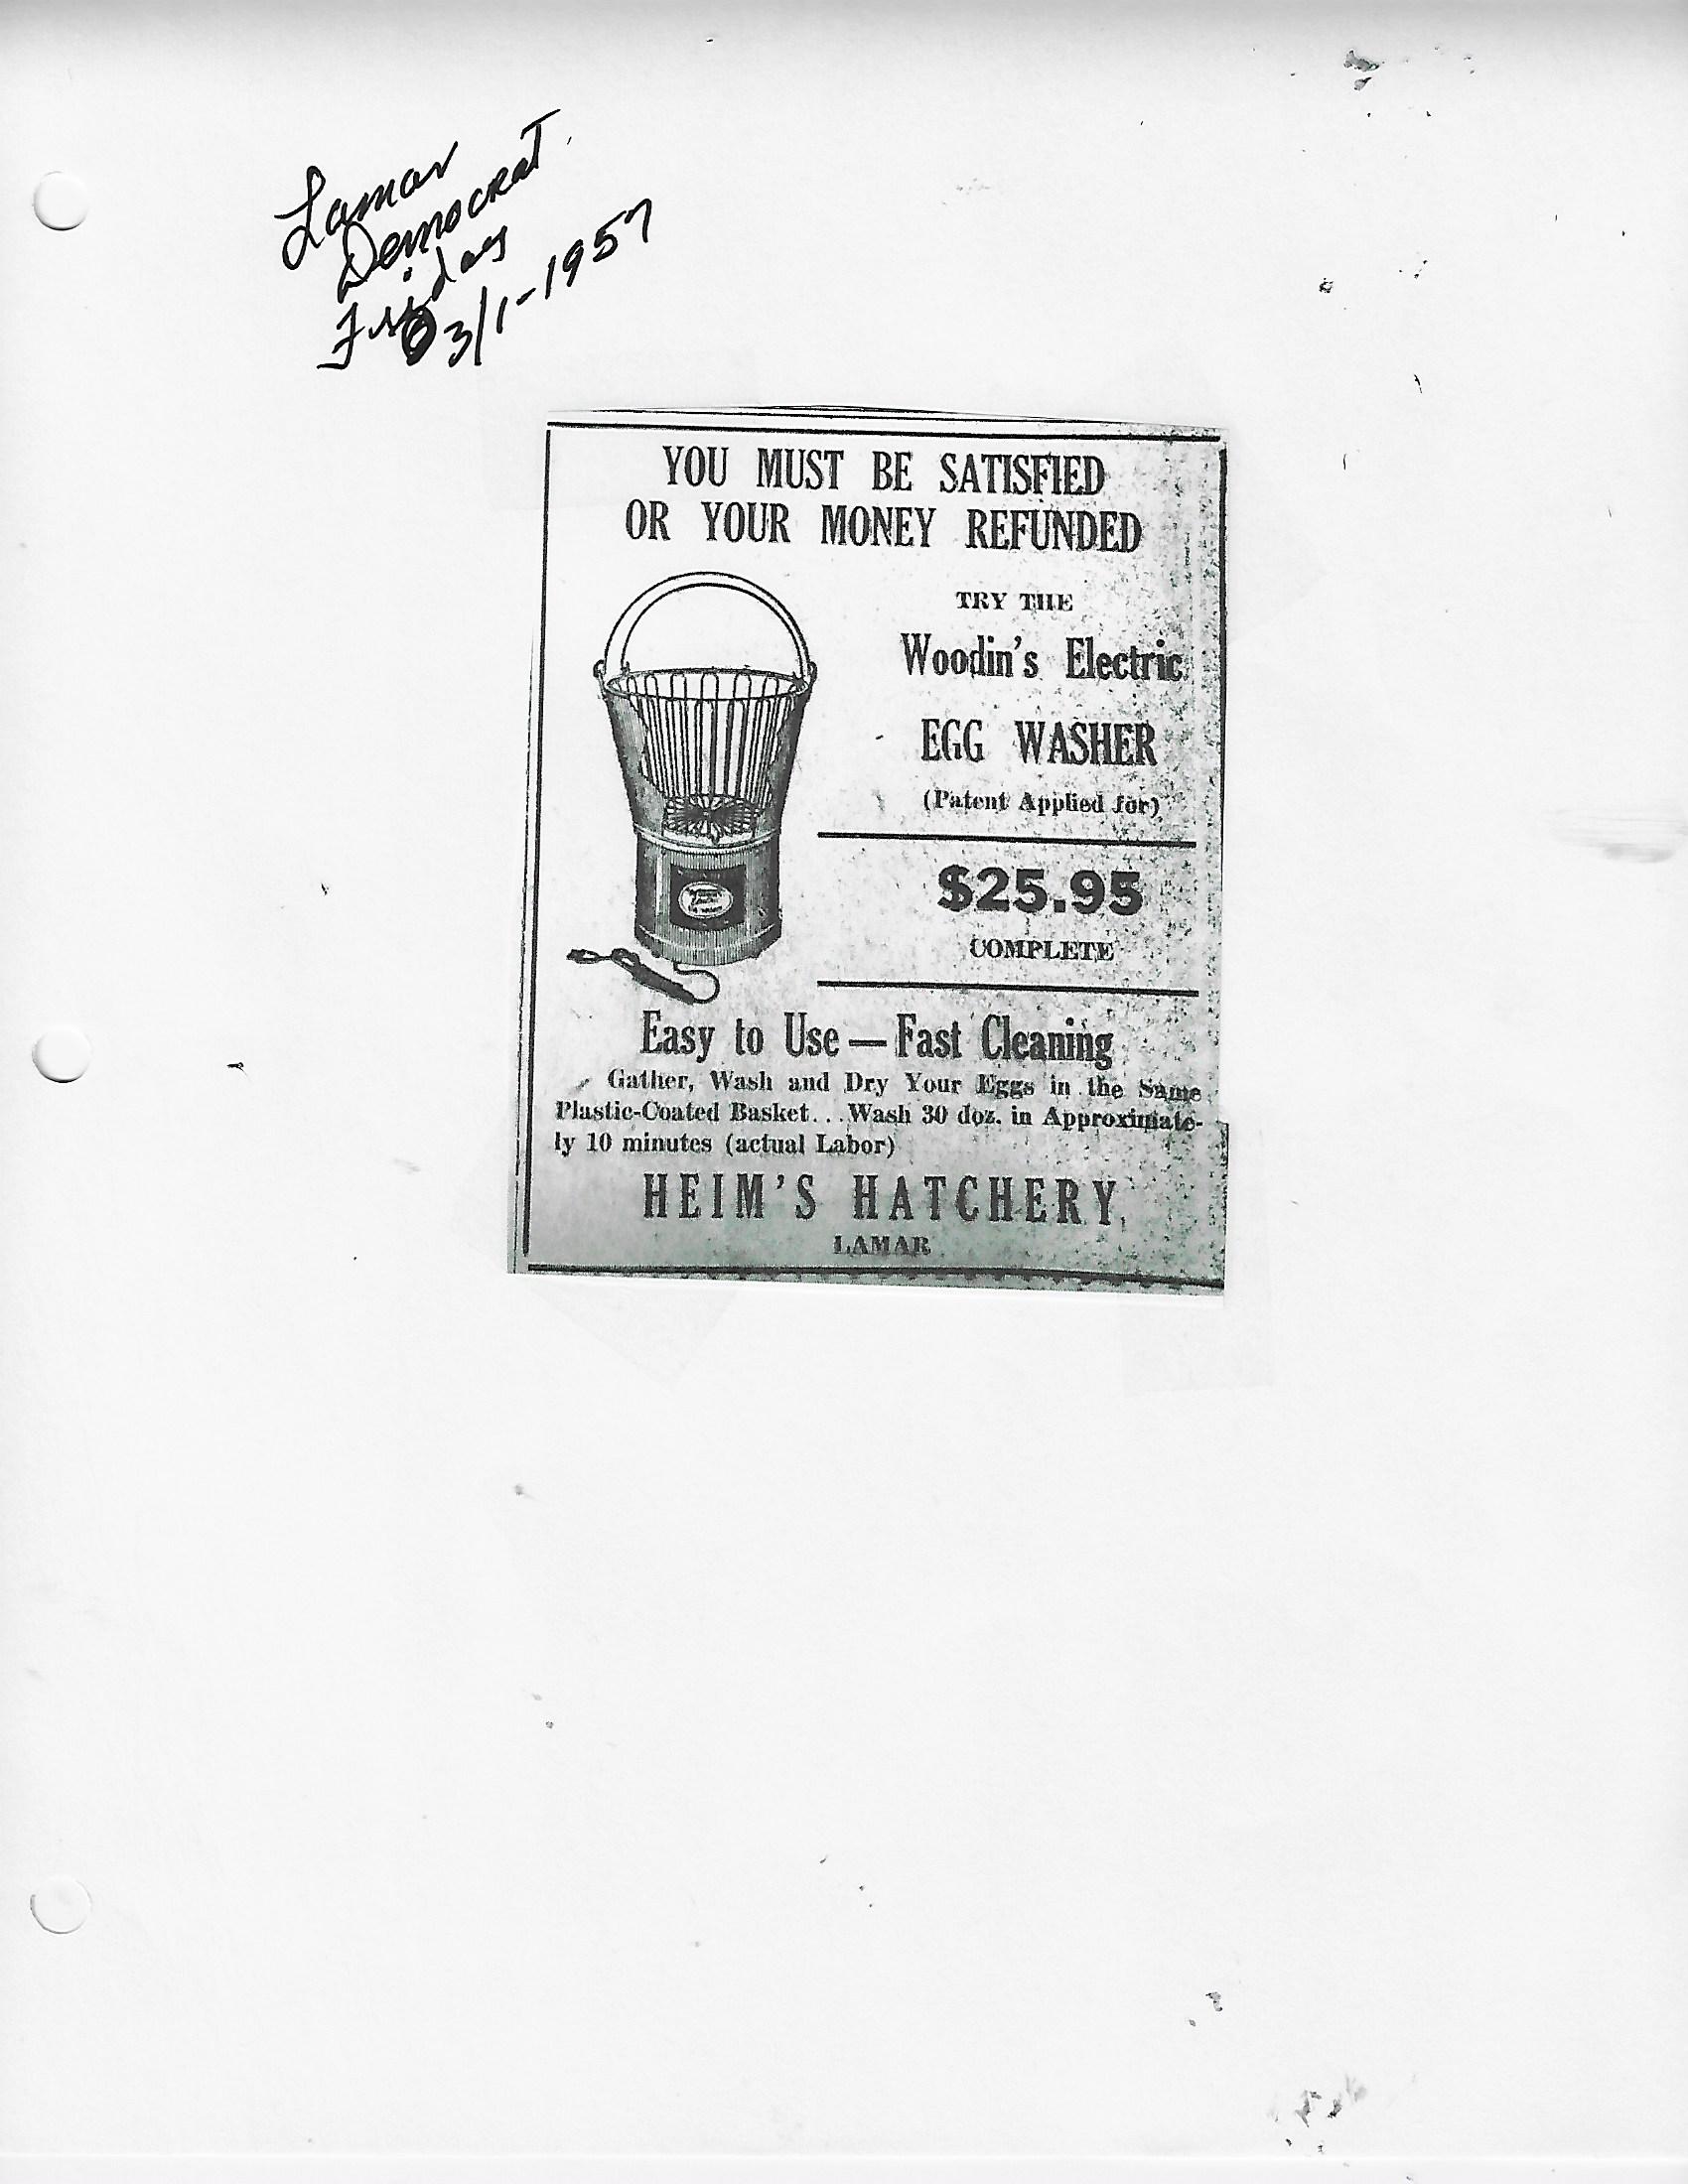 Lamar
Democrat
Friday
03/1-1957
YOU MUST BE SATISFIED
OR YOUR MONEY REFUNDED
TRY THE
Woodin's Electric
EGG WASHER
(Patent Applied for)
$25.95
COMPLETE
Easy to Use — Fast Cleaning
Gather, Wash and Dry Your Eggs in the Same
Plastic-Coated Basket... Wash 30 doz. in Approximate-
ly 10 minutes (actual Labor)
HEIM'S HATCHERY
LAMAR